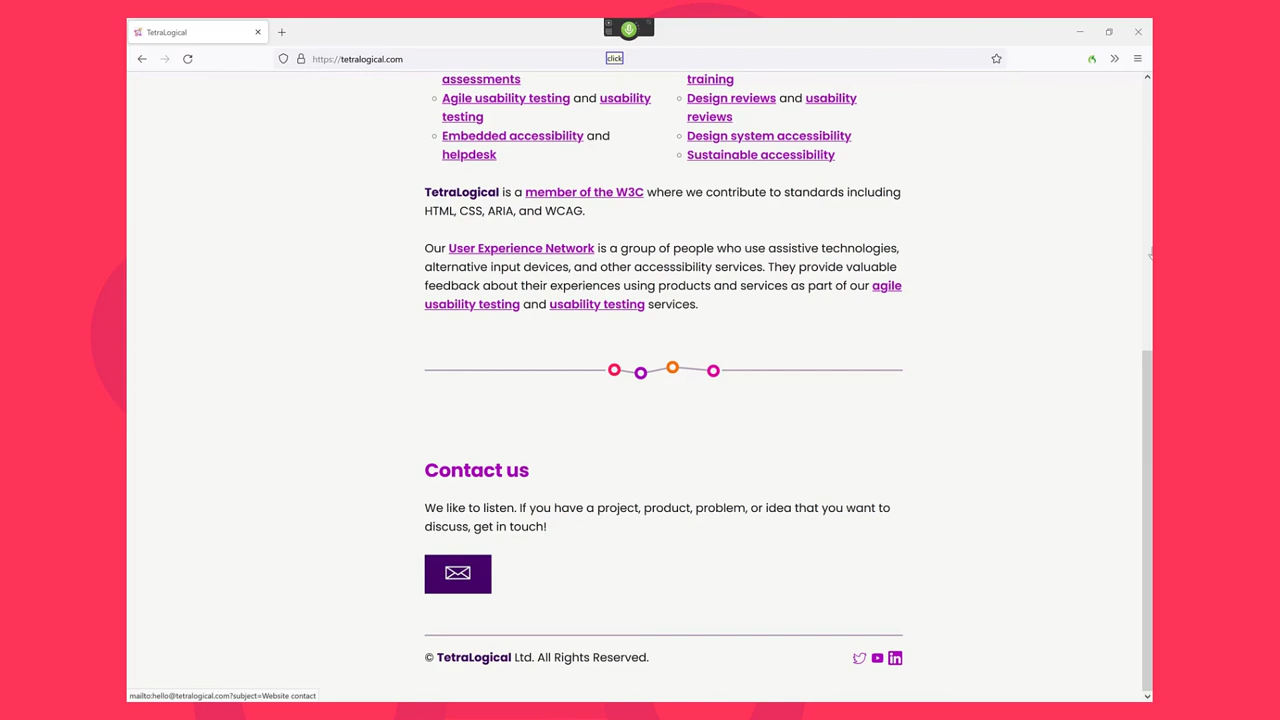 TetraLogical
https://tetralogical.com
click
assessments
Agile usability testing and usability
testing
Embedded accessibility and
helpdesk
training
Design reviews and usability
reviews
Design system accessibility
Sustainable accessibility
TetraLogical is a member of the W3C where we contribute to standards including
HTML, CSS, ARIA, and WCAG.
Our User Experience Network is a group of people who use assistive technologies,
alternative input devices, and other accesssibility services. They provide valuable
feedback about their experiences using products and services as part of our agile
usability testing and usability testing services.
Contact us
We like to listen. If you have a project, product, problem, or idea that you want to
discuss, get in touch!
© TetraLogical Ltd. All Rights Reserved.
mailto:hello@tetralogical.com?subject=Website contact